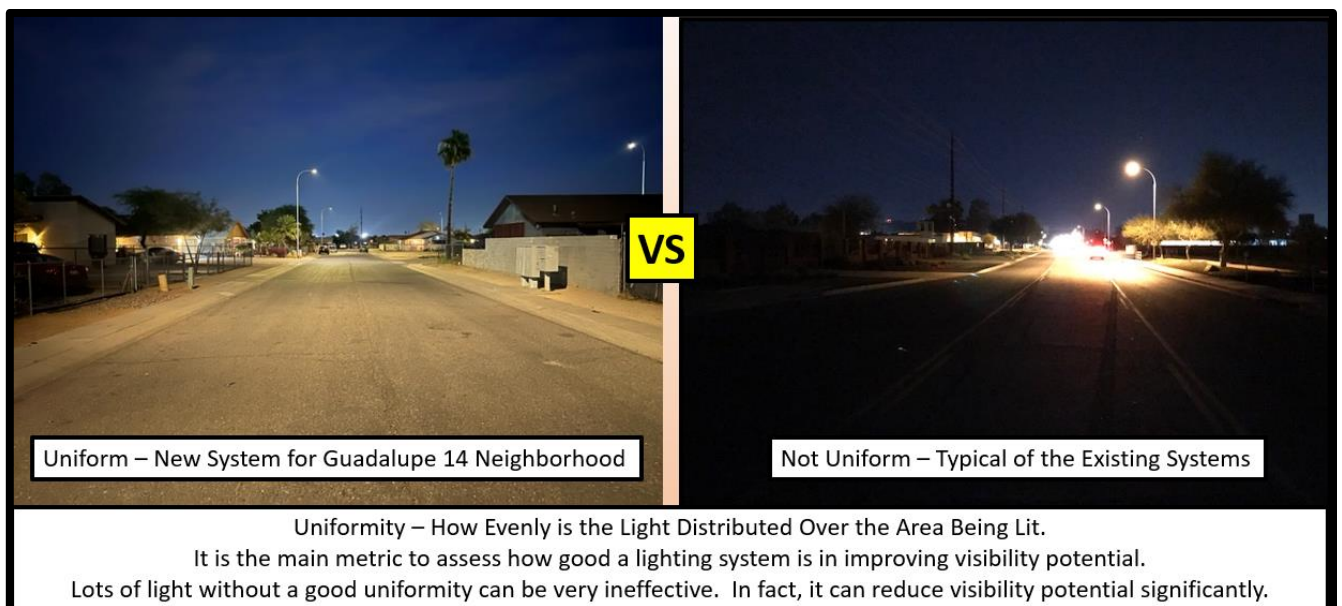 VS
Uniform – New System for Guadalupe 14 Neighborhood
Not Uniform – Typical of the Existing Systems
Uniformity – How Evenly is the Light Distributed Over the Area Being Lit.
It is the main metric to assess how good a lighting system is in improving visibility potential.
Lots of light without a good uniformity can be very ineffective.  In fact, it can reduce visibility potential significantly.